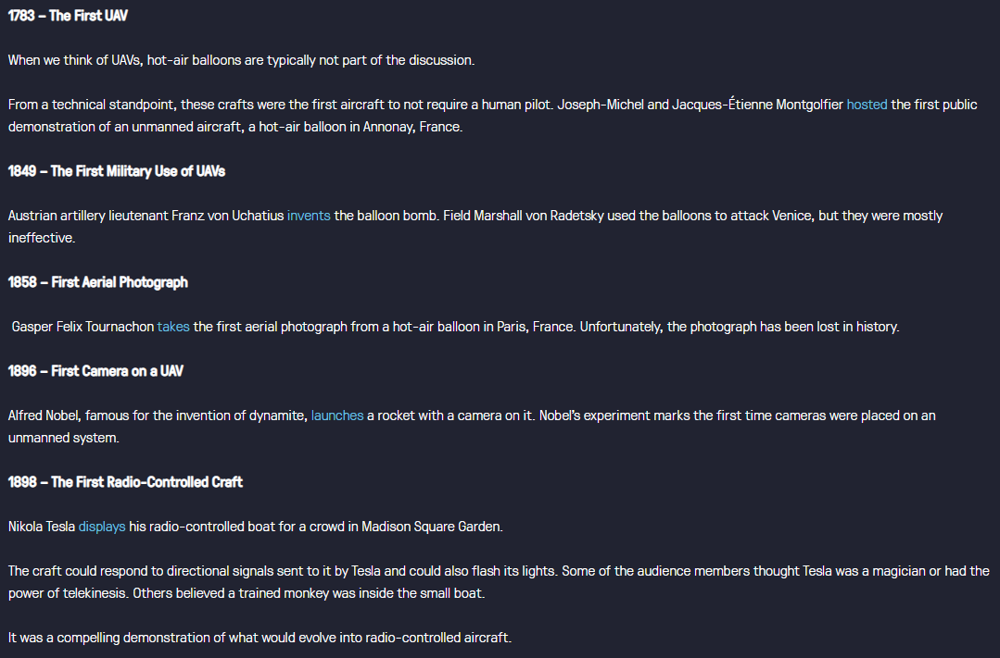 1783 – The First UAV
When we think of UAVs, hot-air balloons are typically not part of the discussion.
From a technical standpoint, these crafts were the first aircraft to not require a human pilot. Joseph-Michel and Jacques-Étienne Montgolfier hosted the first public
demonstration of an unmanned aircraft, a hot-air balloon in Annonay, France.
1849 – The First Military Use of UAVs
Austrian artillery lieutenant Franz von Uchatius invents the balloon bomb. Field Marshall von Radetsky used the balloons to attack Venice, but they were mostly
ineffective.
1858 – First Aerial Photograph
Gasper Felix Tournachon takes the first aerial photograph from a hot-air balloon in Paris, France. Unfortunately, the photograph has been lost in history.
1896 – First Camera on a UAV
Alfred Nobel, famous for the invention of dynamite, launches a rocket with a camera on it. Nobel’s experiment marks the first time cameras were placed on an
unmanned system.
1898 – The First Radio-Controlled Craft
Nikola Tesla displays his radio-controlled boat for a crowd in Madison Square Garden.
The craft could respond to directional signals sent to it by Tesla and could also flash its lights. Some of the audience members thought Tesla was a magician or had the
power of telekinesis. Others believed a trained monkey was inside the small boat.
It was a compelling demonstration of what would evolve into radio-controlled aircraft.